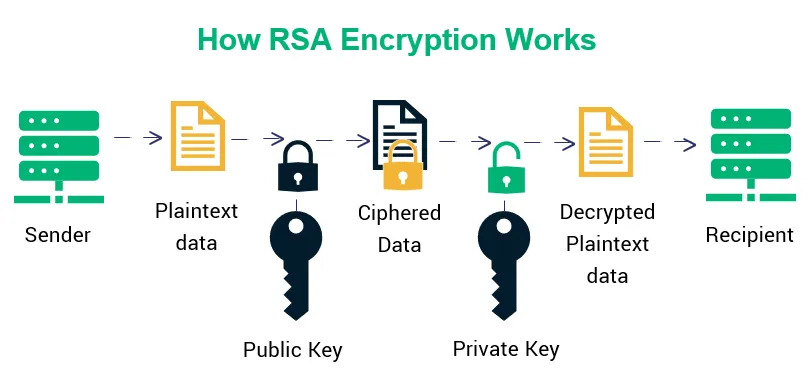 How RSA Encryption Works
Sender
Plaintext
data
Public Key
Ciphered
Data
Private Key
Decrypted
Plaintext
data
Recipient